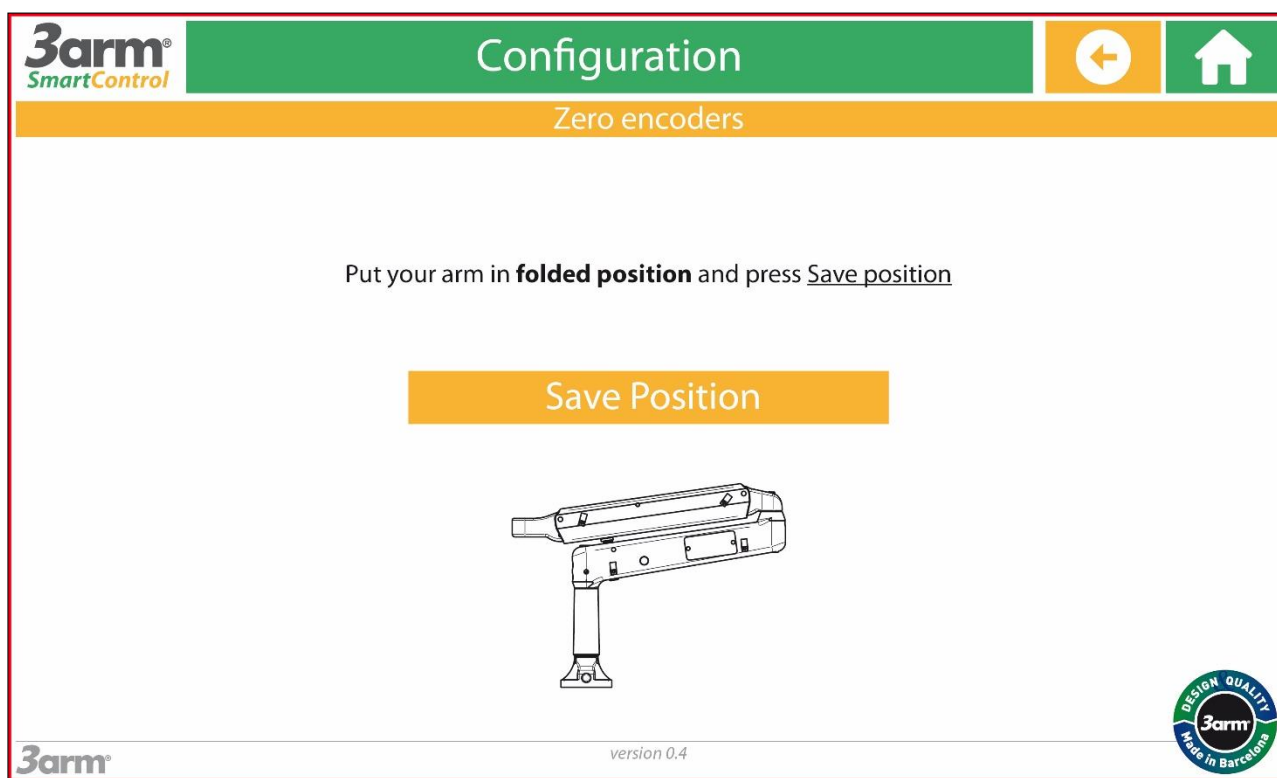 3arm®
SmartControl
Configuration
Zero encoders
Put your arm in folded position and press Save position
Save Position
DESIGN QUALITY
3arm
Made in Barcelona
3arm®
version 0.4